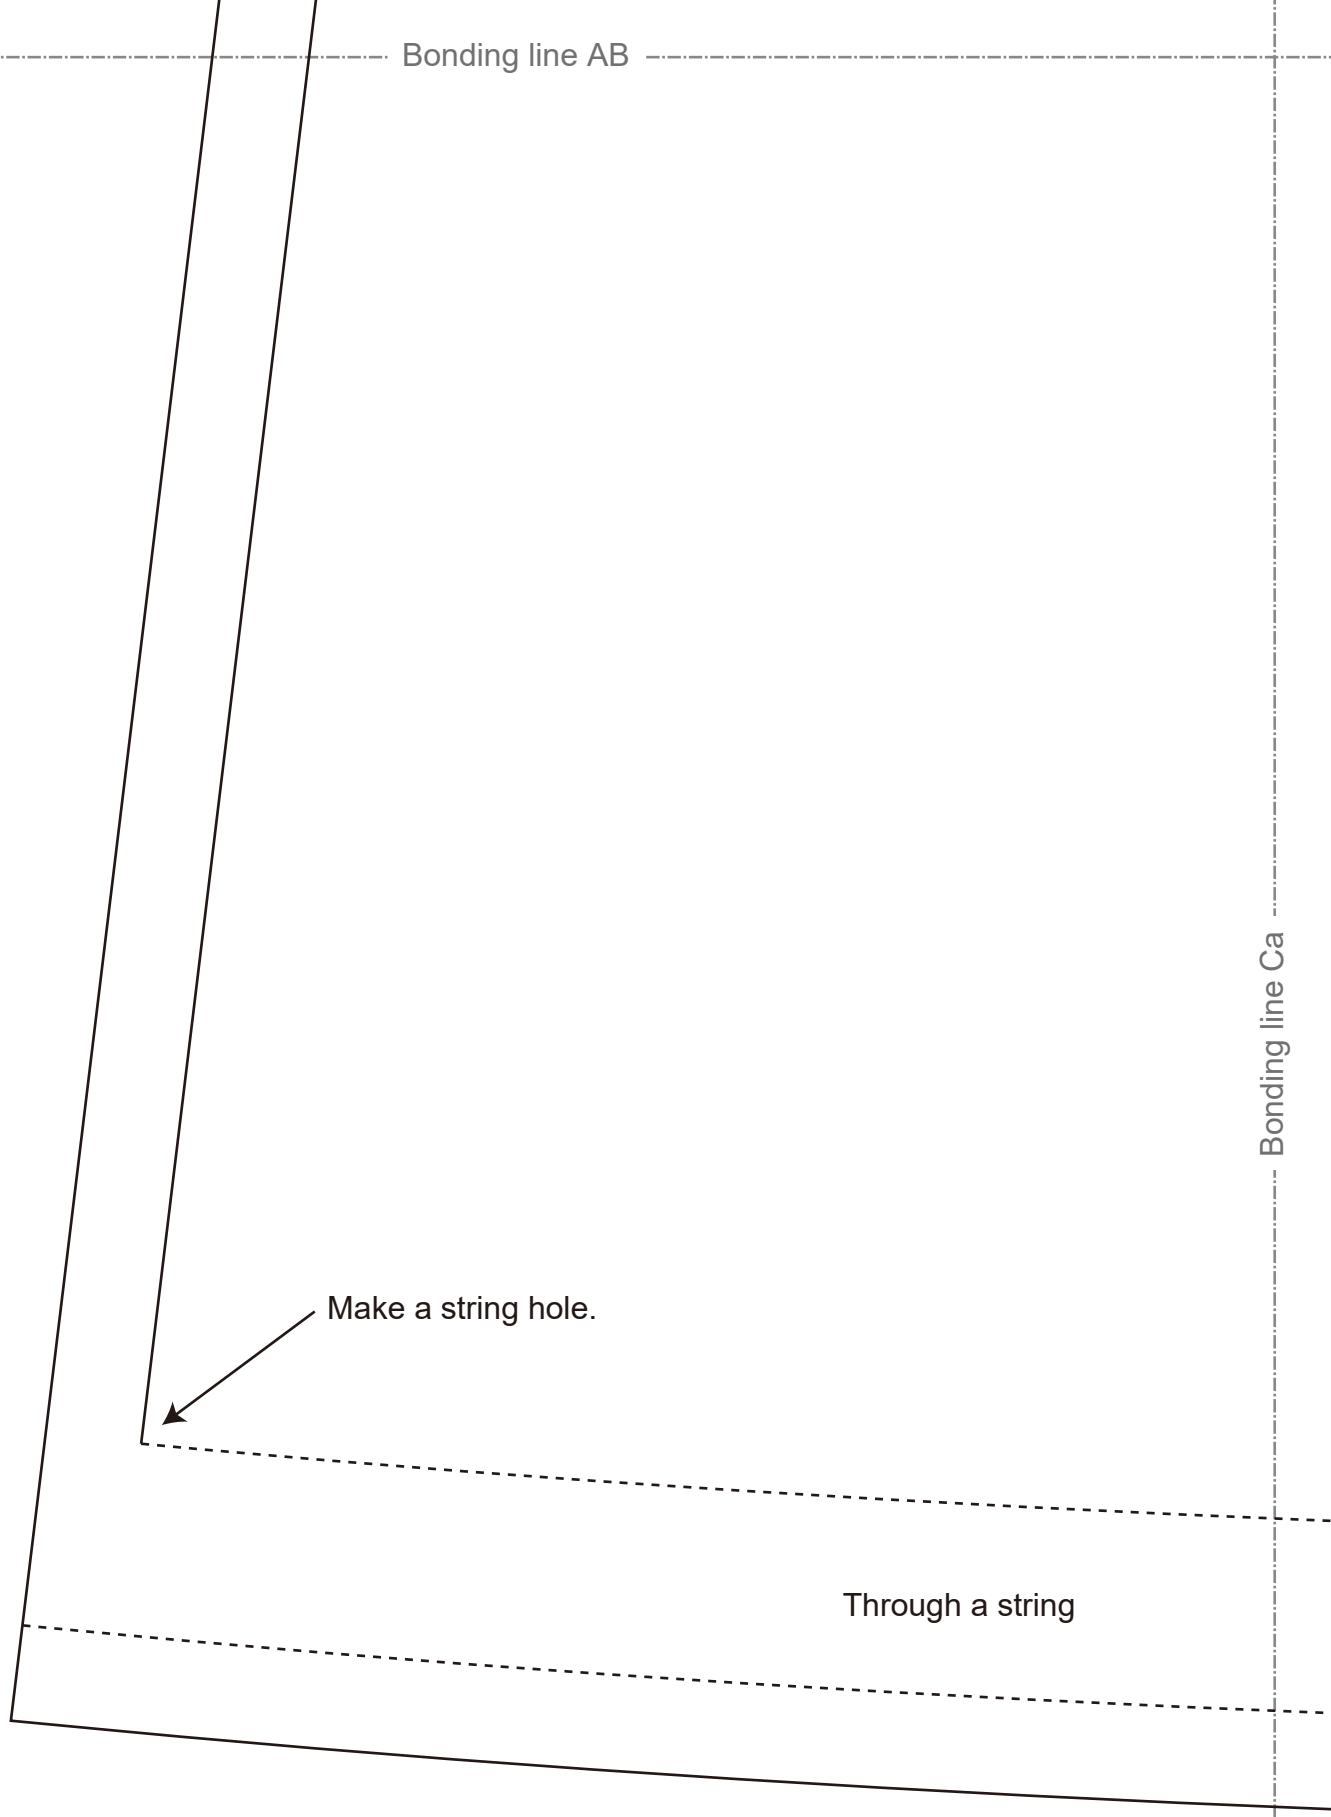 Bonding line AB
Bonding line Ca
Make a string hole.
Through a string